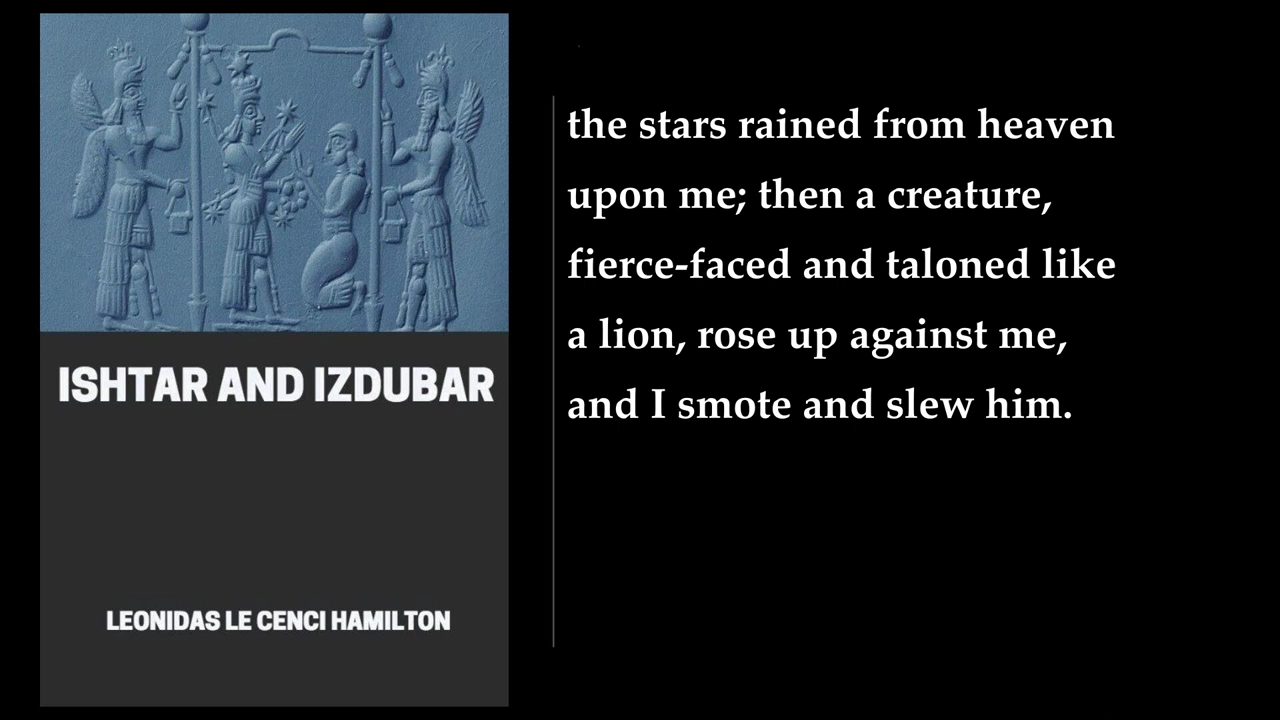 ISHTAR AND IZDUBAR
LEONIDAS LE CENCI HAMILTON
the stars rained from heaven
upon me; then a creature,
fierce-faced and taloned like
a lion, rose up against me,
and I smote and slew him.